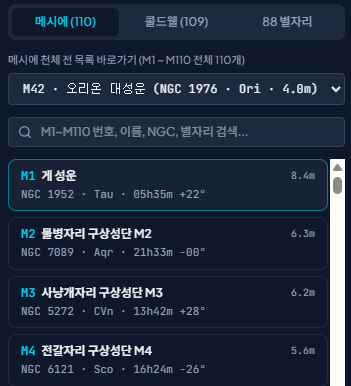 메시에 (110) 콜드웰 (109) 88 별자리
메시에 천체 전 목록 바로가기 (M1 ~ M110 전체 110개)
M42 · 오리온 대성운 (NGC 1976 · Ori · 4.0m)
M1~M110 번호, 이름, NGC, 별자리 검색...
M1 게 성운 8.4m
NGC 1952 · Tau · 05h35m +22°
M2 물병자리 구상성단 M2 6.3m
NGC 7089 · Aqr · 21h33m -00°
M3 사냥개자리 구상성단 M3 6.2m
NGC 5272 · CVn · 13h42m +28°
M4 전갈자리 구상성단 M4 5.6m
NGC 6121 · Sco · 16h24m -26°